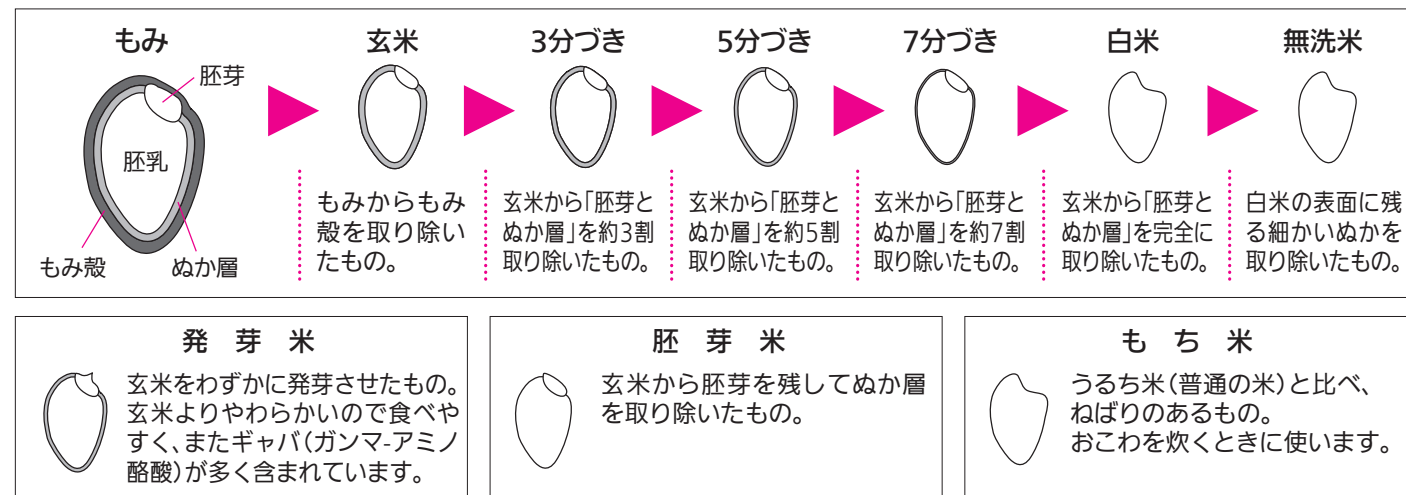 もみ
胚芽
胚乳
もみ殻
ぬか層
玄米
もみからもみ
殻を取り除い
たもの。
3分づき
玄米から「胚芽と
ぬか層」を約3割
取り除いたもの。
5分づき
玄米から「胚芽と
ぬか層」を約5割
取り除いたもの。
7分づき
玄米から「胚芽と
ぬか層」を約7割
取り除いたもの。
白米
玄米から「胚芽と
ぬか層」を完全に
取り除いたもの。
無洗米
白米の表面に残
る細かいぬかを
取り除いたもの。
発芽米
玄米をわずかに発芽させたもの。
玄米よりやわらかいので食べや
すく、またギャバ(ガンマ-アミノ
酪酸)が多く含まれています。
胚芽米
玄米から胚芽を残してぬか層
を取り除いたもの。
もち米
うるち米(普通の米)と比べ、
ねばりのあるもの。
おこわを炊くときに使います。